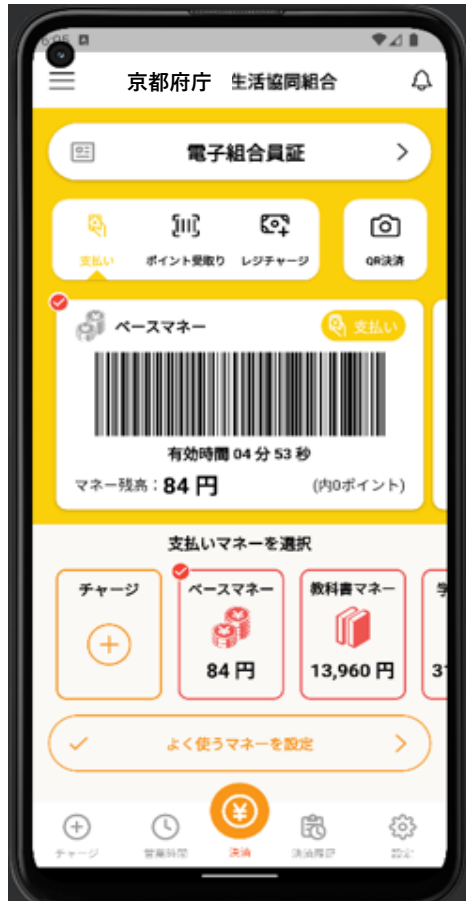 6:05
京都府庁 生活協同組合
電子組合員証
支払い
ポイント受取り
レジチャージ
QR決済
ベースマネー
支払い
有効時間 04 分 53 秒
マネー残高：84 円
(内0ポイント)
支払いマネーを選択
チャージ
ベースマネー
84 円
教科書マネー
13,960 円
よく使うマネーを設定
チャージ
営業時間
決済
決済履歴
設定